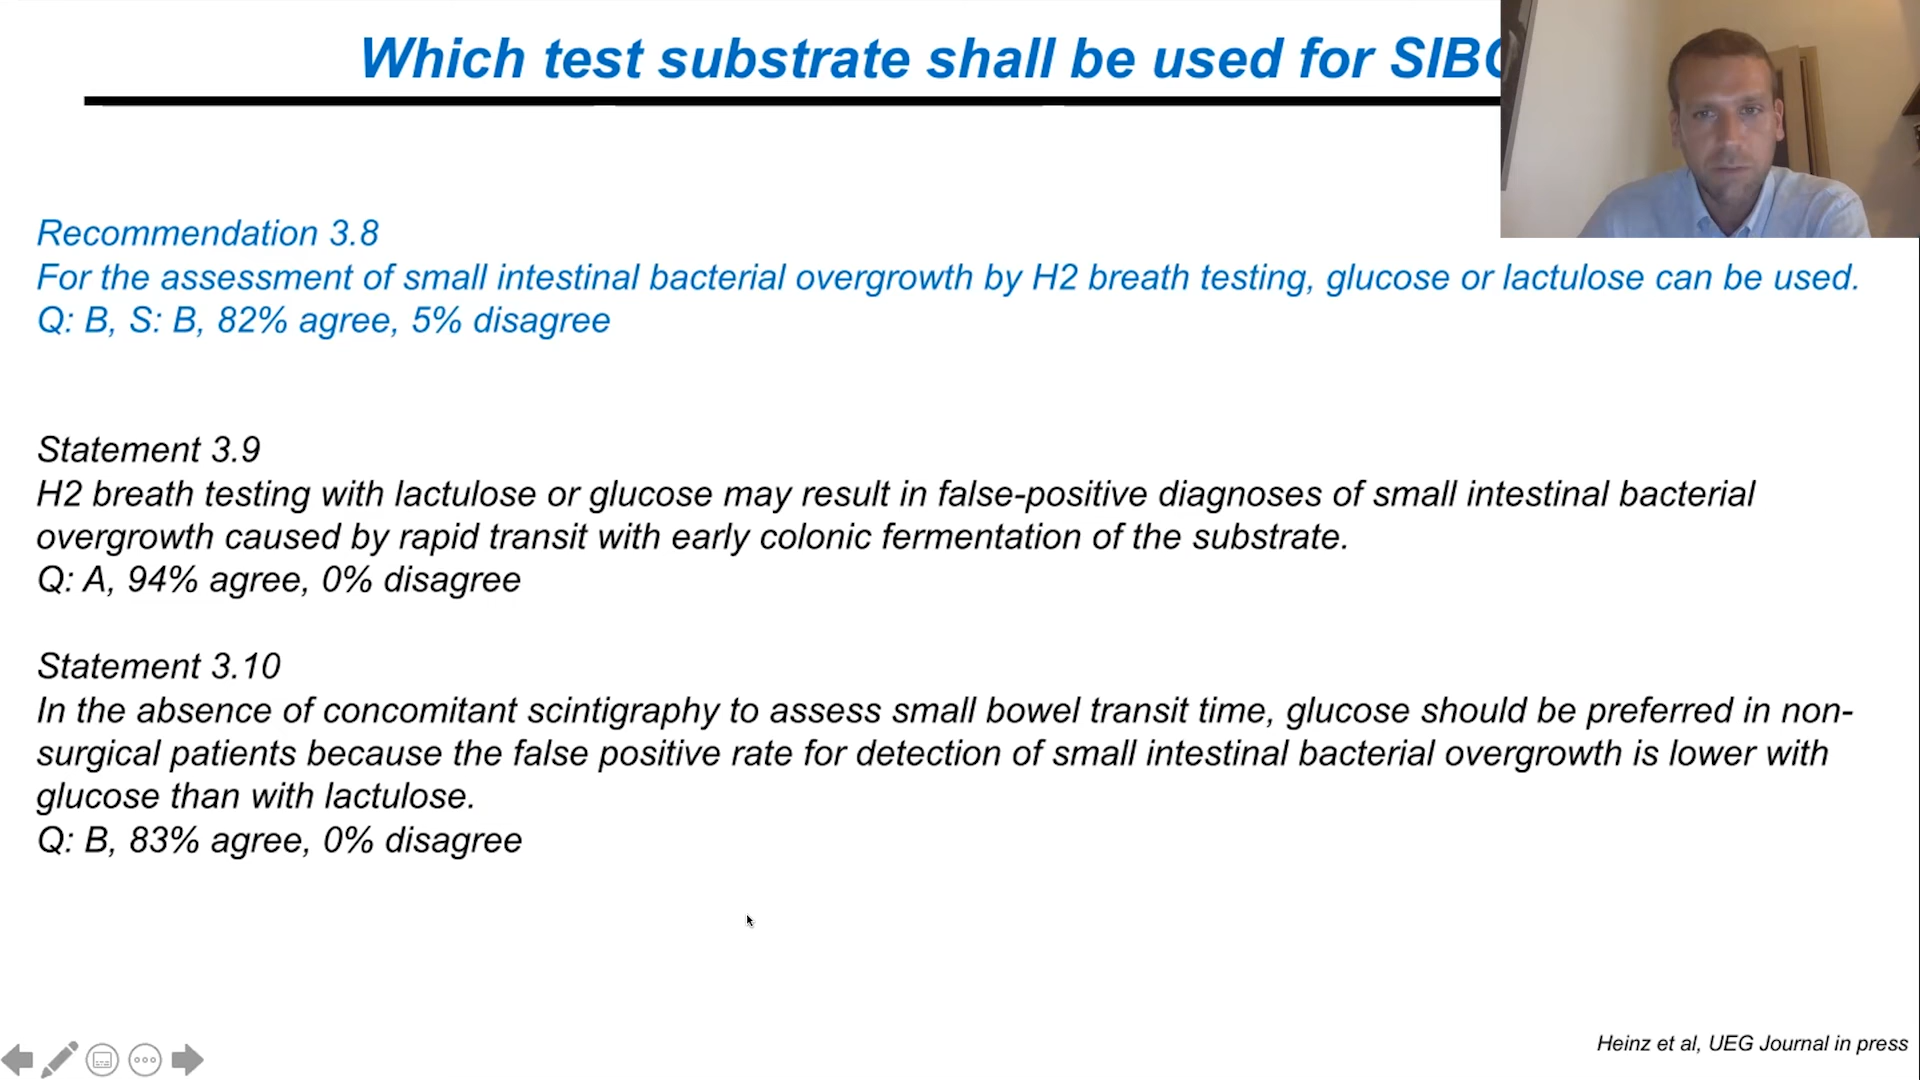 Which test substrate shall be used for SIBO
Recommendation 3.8
For the assessment of small intestinal bacterial overgrowth by H2 breath testing, glucose or lactulose can be used.
Q: B, S: B, 82% agree, 5% disagree
Statement 3.9
H2 breath testing with lactulose or glucose may result in false-positive diagnoses of small intestinal bacterial
overgrowth caused by rapid transit with early colonic fermentation of the substrate.
Q: A, 94% agree, 0% disagree
Statement 3.10
In the absence of concomitant scintigraphy to assess small bowel transit time, glucose should be preferred in non-
surgical patients because the false positive rate for detection of small intestinal bacterial overgrowth is lower with
glucose than with lactulose.
Q: B, 83% agree, 0% disagree
Heinz et al, UEG Journal in press